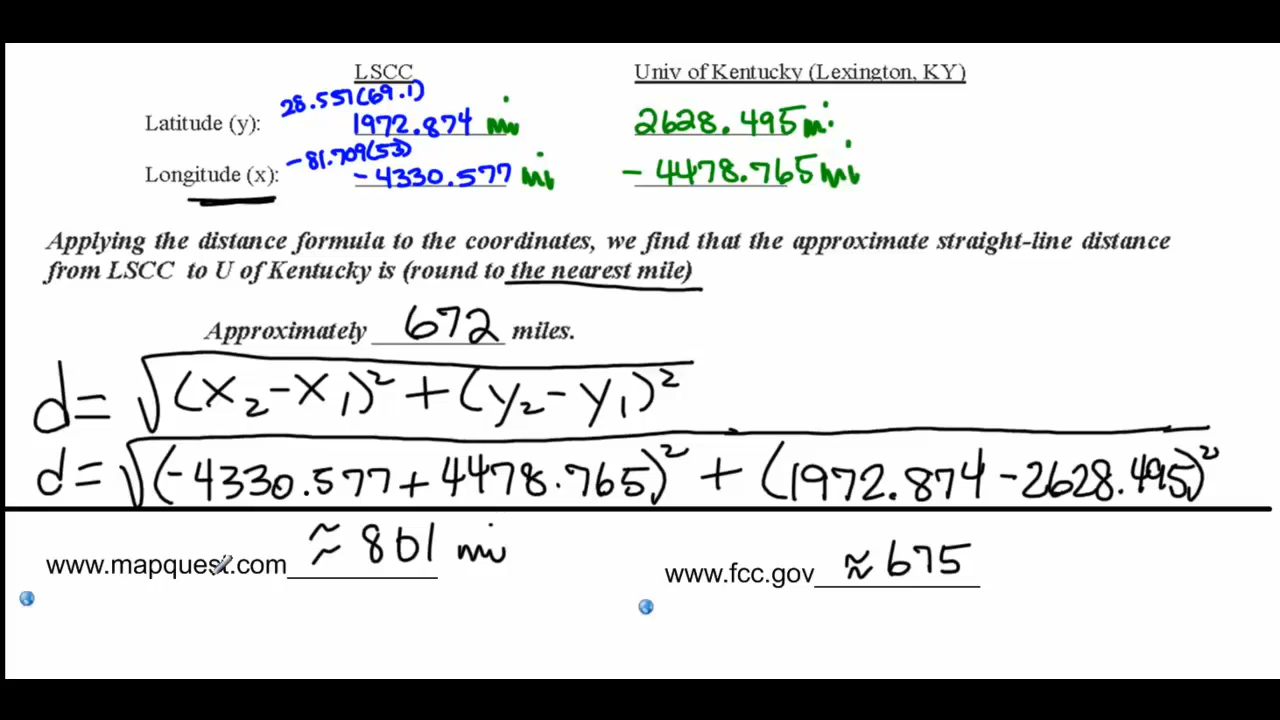 LSCC Univ of Kentucky (Lexington, KY)
28.551(69.1)
Latitude (y): 1972.874 mi 2628.495 mi
-81.709(53)
Longitude (x): -4330.577 mi -4478.765 mi
Applying the distance formula to the coordinates, we find that the approximate straight-line distance
from LSCC to U of Kentucky is (round to the nearest mile)
Approximately 672 miles.
d = √(x₂-x₁)² + (y₂-y₁)²
d = √(-4330.577+4478.765)² + (1972.874-2628.495)²
www.mapquest.com ≈ 801 mi www.fcc.gov ≈ 675